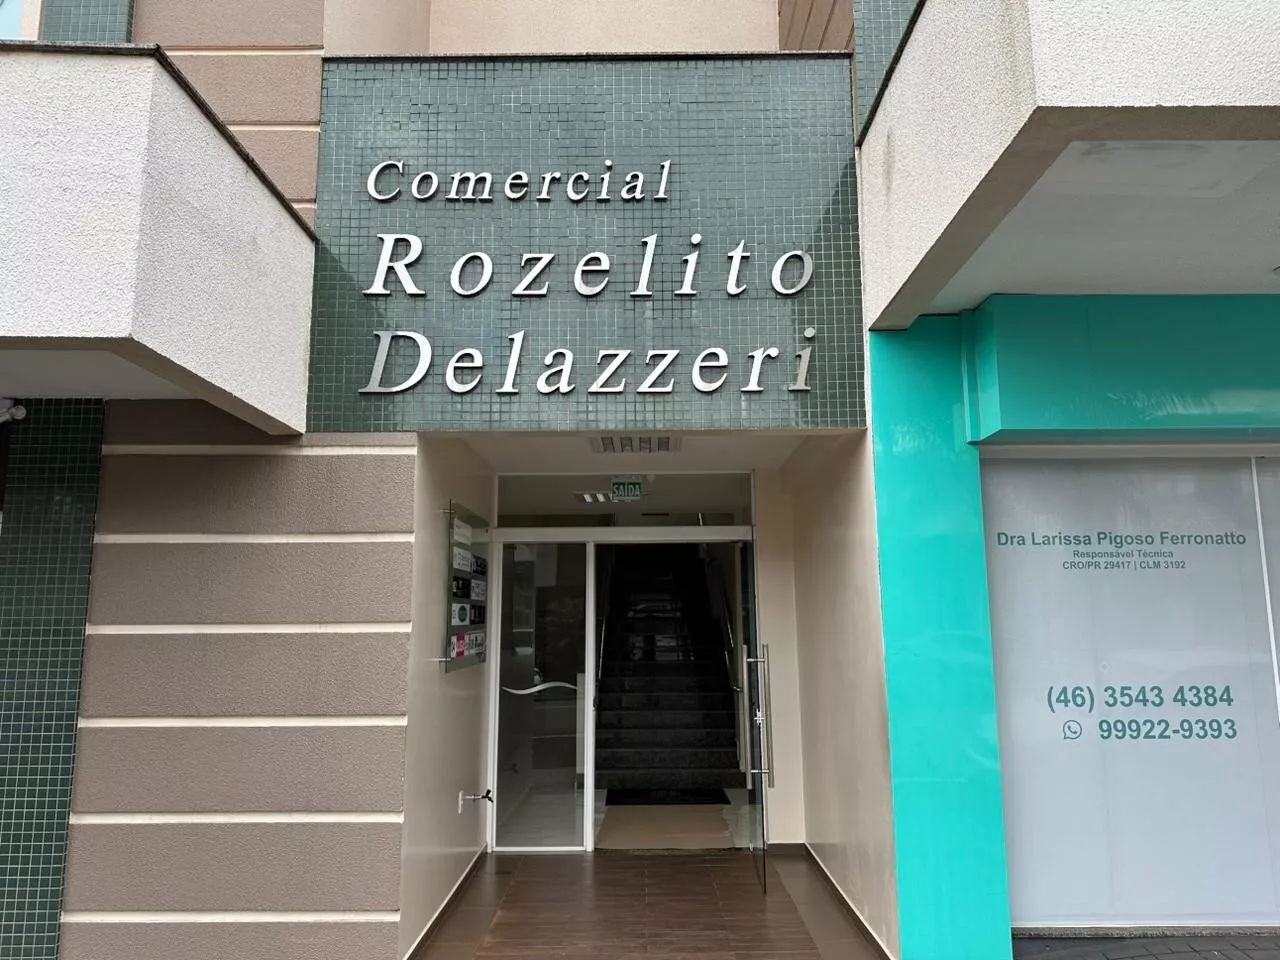 Comercial
Rozelito
Delazzeri
SAÍDA
Dra Larissa Pigoso Ferronatto
Responsável Técnica
CRO/PR 29417 | CLM 3192
(46) 3543 4384
99922-9393